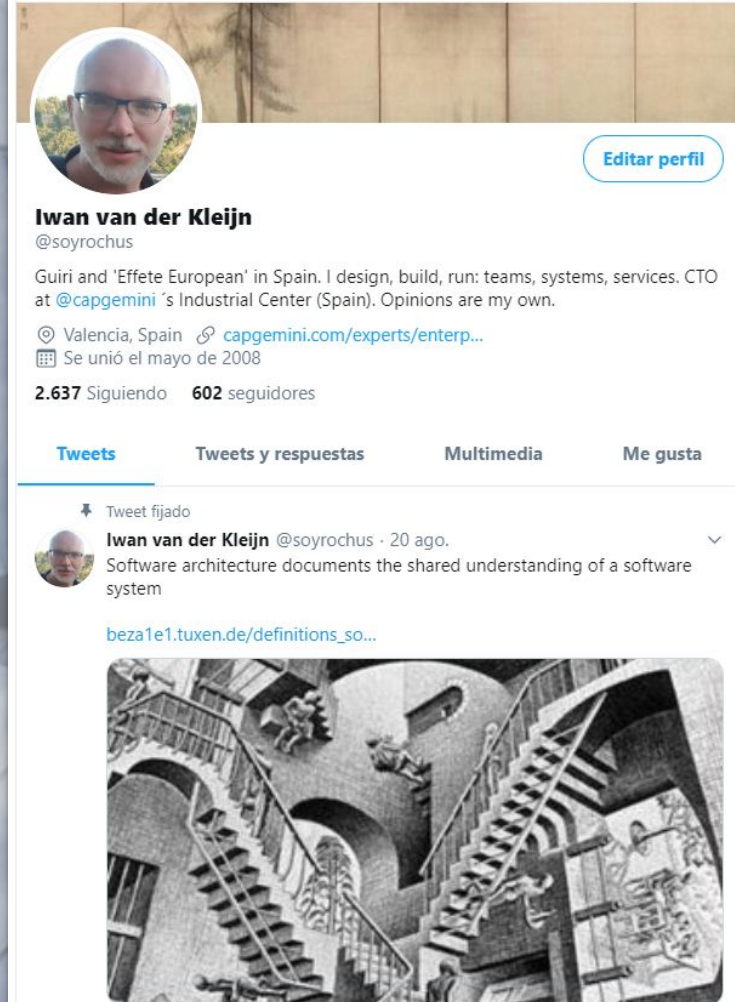 Editar perfil
Iwan van der Kleijn
@soyrochus
Guiri and 'Effete European' in Spain. I design, build, run: teams, systems, services. CTO
at @capgemini ´s Industrial Center (Spain). Opinions are my own.
Valencia, Spain capgemini.com/experts/enterp...
Se unió el mayo de 2008
2.637 Siguiendo 602 seguidores
Tweets Tweets y respuestas Multimedia Me gusta
Tweet fijado
Iwan van der Kleijn @soyrochus · 20 ago.
Software architecture documents the shared understanding of a software
system
beza1e1.tuxen.de/definitions_so...